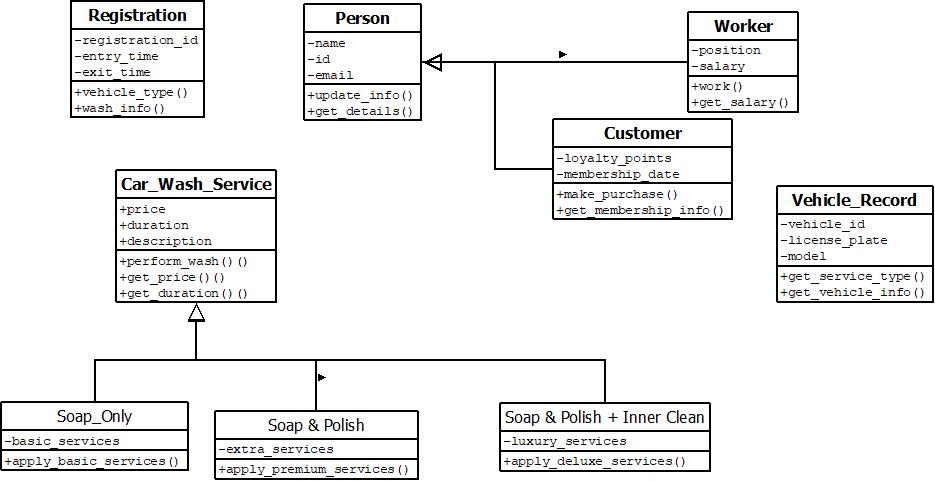 Registration
-registration_id
-entry_time
-exit_time
+vehicle_type()
+wash_info()
Person
-name
-id
-email
+update_info()
+get_details()
Worker
-position
-salary
+work()
+get_salary()
Customer
-loyalty_points
-membership_date
+make_purchase()
+get_membership_info()
Car_Wash_Service
+price
+duration
+description
+perform_wash()()
+get_price()()
+get_duration()()
Vehicle_Record
-vehicle_id
-license_plate
-model
+get_service_type()
+get_vehicle_info()
Soap_Only
-basic_services
+apply_basic_services()
Soap & Polish
-extra_services
+apply_premium_services()
Soap & Polish + Inner Clean
-luxury_services
+apply_deluxe_services()